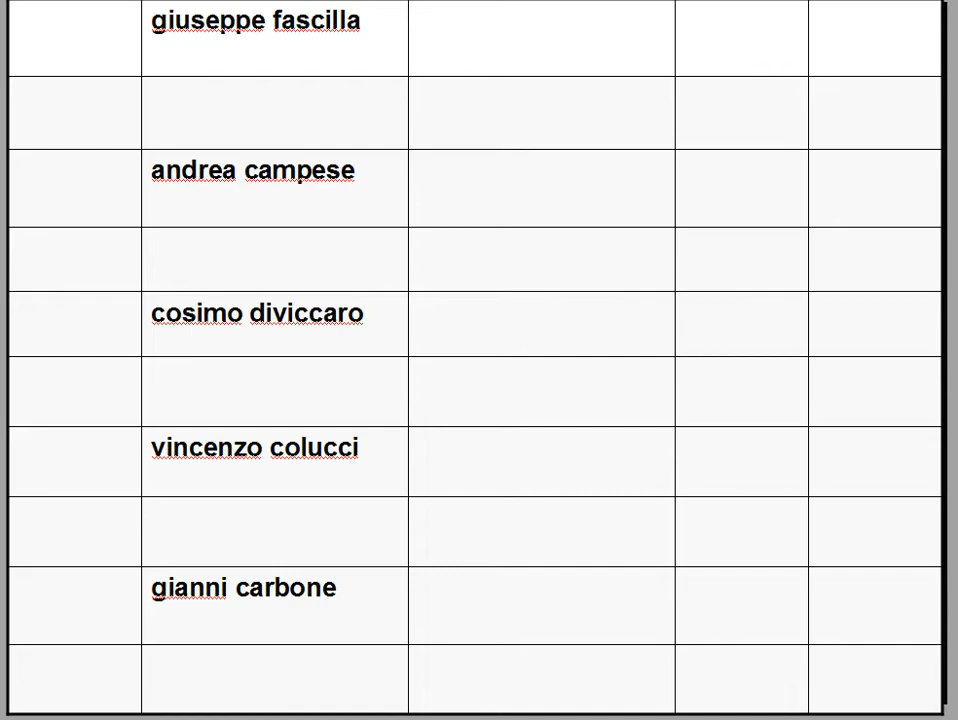 giuseppe fascilla
andrea campese
cosimo diviccaro
vincenzo colucci
gianni carbone